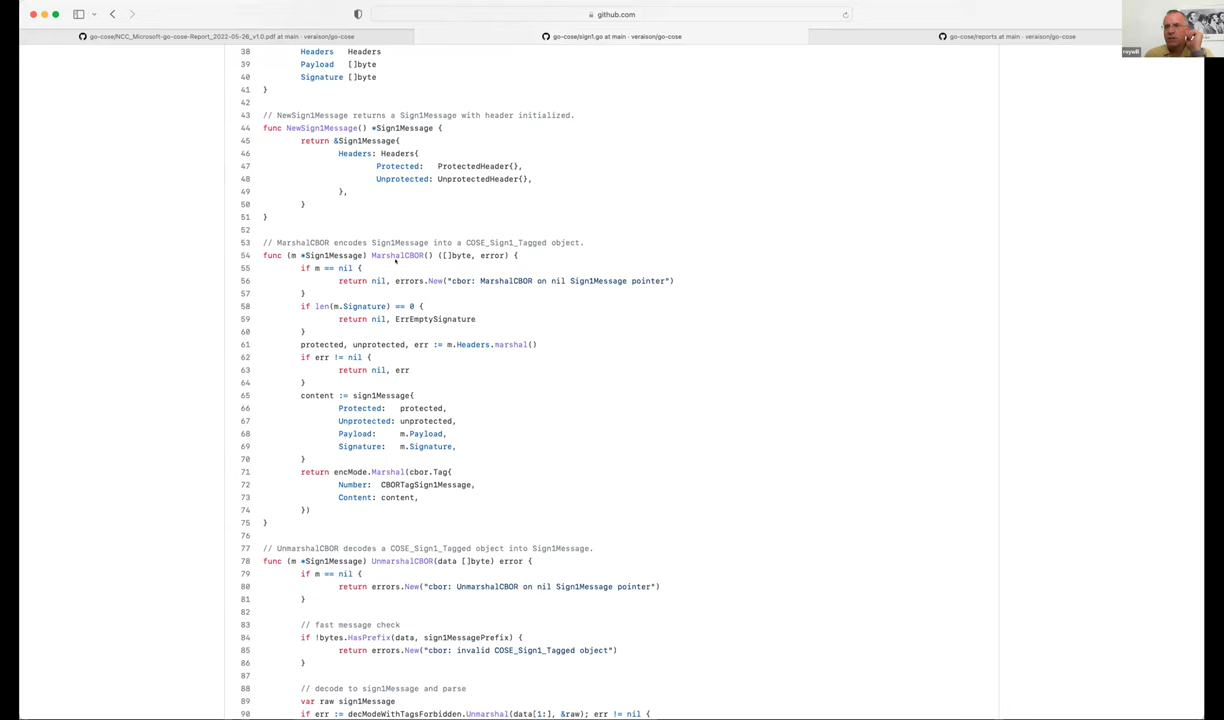 github.com
go-cose/NCC_Microsoft-go-cose-Report_2022-05-26_v1.0.pdf at main · veraison/go-cose
go-cose/sign1.go at main · veraison/go-cose
go-cose/reports at main · veraison/go-cose
roywill
38 Headers Headers
39 Payload []byte
40 Signature []byte
41 }
42
43 // NewSign1Message returns a Sign1Message with header initialized.
44 func NewSign1Message() *Sign1Message {
45 return &Sign1Message{
46 Headers: Headers{
47 Protected: ProtectedHeader{},
48 Unprotected: UnprotectedHeader{},
49 },
50 }
51 }
52
53 // MarshalCBOR encodes Sign1Message into a COSE_Sign1_Tagged object.
54 func (m *Sign1Message) MarshalCBOR() ([]byte, error) {
55 if m == nil {
56 return nil, errors.New("cbor: MarshalCBOR on nil Sign1Message pointer")
57 }
58 if len(m.Signature) == 0 {
59 return nil, ErrEmptySignature
60 }
61 protected, unprotected, err := m.Headers.marshal()
62 if err != nil {
63 return nil, err
64 }
65 content := sign1Message{
66 Protected: protected,
67 Unprotected: unprotected,
68 Payload: m.Payload,
69 Signature: m.Signature,
70 }
71 return encMode.Marshal(cbor.Tag{
72 Number: CBORTagSign1Message,
73 Content: content,
74 })
75 }
76
77 // UnmarshalCBOR decodes a COSE_Sign1_Tagged object into Sign1Message.
78 func (m *Sign1Message) UnmarshalCBOR(data []byte) error {
79 if m == nil {
80 return errors.New("cbor: UnmarshalCBOR on nil Sign1Message pointer")
81 }
82
83 // fast message check
84 if !bytes.HasPrefix(data, sign1MessagePrefix) {
85 return errors.New("cbor: invalid COSE_Sign1_Tagged object")
86 }
87
88 // decode to sign1Message and parse
89 var raw sign1Message
90 if err := decModeWithTagsForbidden.Unmarshal(data[1:], &raw); err != nil {